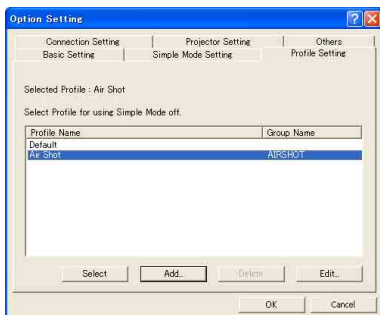 Option Setting
Connection Setting Projector Setting Others
Basic Setting Simple Mode Setting Profile Setting
Selected Profile : Air Shot
Select Profile for using Simple Mode off.
Profile Name Group Name
Default
Air Shot AIRSHOT
Select Add.. Delete Edit..
OK Cancel